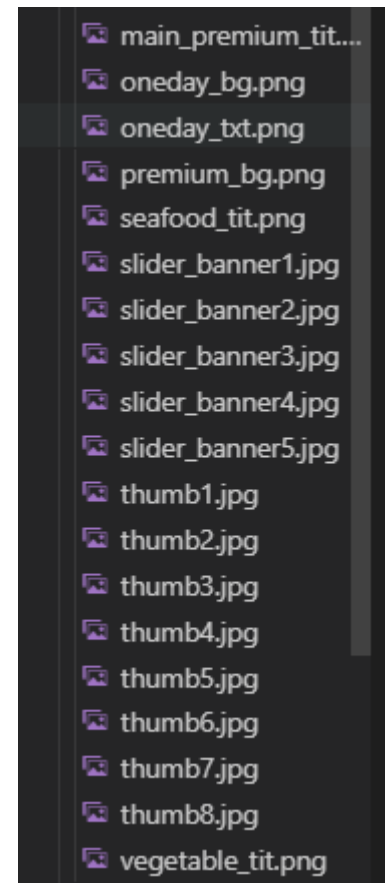 main_premium_tit....
oneday_bg.png
oneday_txt.png
premium_bg.png
seafood_tit.png
slider_banner1.jpg
slider_banner2.jpg
slider_banner3.jpg
slider_banner4.jpg
slider_banner5.jpg
thumb1.jpg
thumb2.jpg
thumb3.jpg
thumb4.jpg
thumb5.jpg
thumb6.jpg
thumb7.jpg
thumb8.jpg
vegetable_tit.png